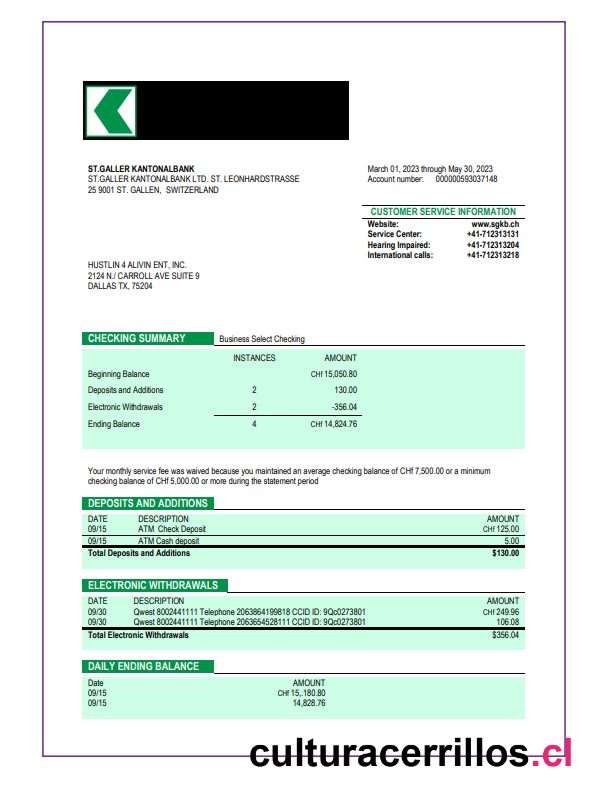 ST.GALLER KANTONALBANK
ST.GALLER KANTONALBANK LTD. ST. LEONHARDSTRASSE
25 9001 ST. GALLEN, SWITZERLAND
March 01, 2023 through May 30, 2023
Account number: 000000593037148
CUSTOMER SERVICE INFORMATION
Website: www.sgkb.ch
Service Center: +41-712313131
Hearing Impaired: +41-712313204
International calls: +41-712313218
HUSTLIN 4 ALIVIN ENT, INC.
2124 N./ CARROLL AVE SUITE 9
DALLAS TX, 75204
CHECKING SUMMARY Business Select Checking
INSTANCES AMOUNT
Beginning Balance CHf 15,050.80
Deposits and Additions 2 130.00
Electronic Withdrawals 2 -356.04
Ending Balance 4 CHf 14,824.76
Your monthly service fee was waived because you maintained an average checking balance of CHf 7,500.00 or a minimum
checking balance of CHf 5,000.00 or more during the statement period
DEPOSITS AND ADDITIONS
DATE DESCRIPTION AMOUNT
09/15 ATM Check Deposit CHf 125.00
09/15 ATM Cash deposit 5.00
Total Deposits and Additions $130.00
ELECTRONIC WITHDRAWALS
DATE DESCRIPTION AMOUNT
09/30 Qwest 8002441111 Telephone 2063864199818 CCID ID: 9Qc0273801 CHf 249.96
09/30 Qwest 8002441111 Telephone 2063654528111 CCID ID: 9Qc0273801 106.08
Total Electronic Withdrawals $356.04
DAILY ENDING BALANCE
Date AMOUNT
09/15 CHf 15,.180.80
09/15 14,828.76
culturacerrillos.cl